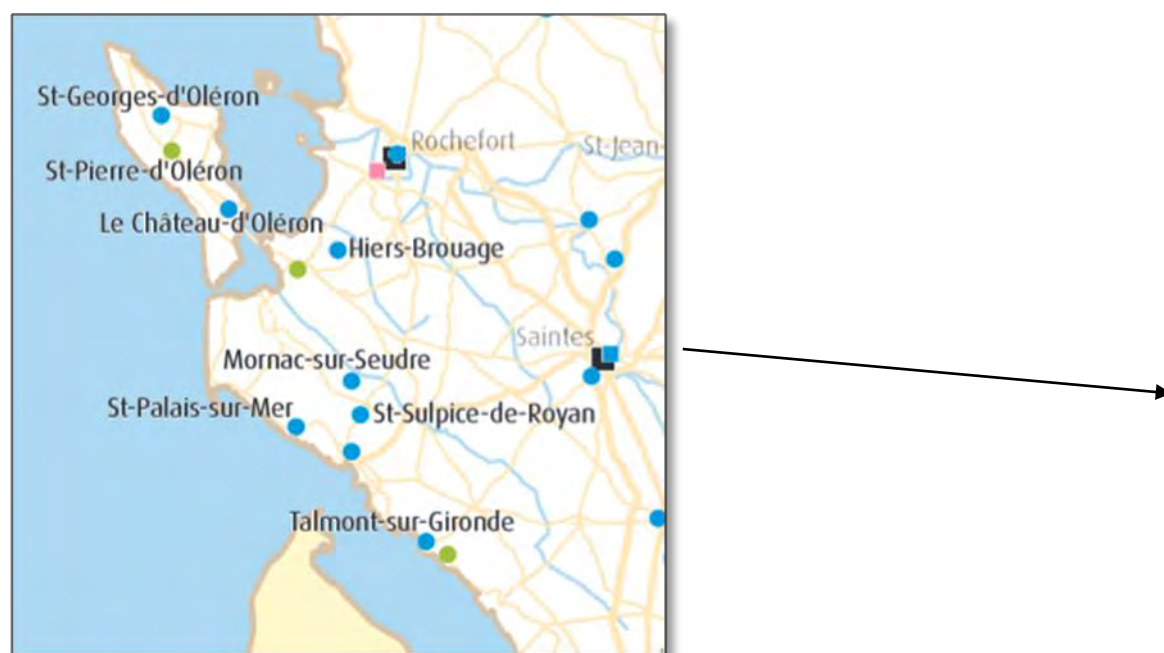 St-Georges-d'Oléron
Rochefort
St-Jean-
St-Pierre-d'Oléron
Le Château-d'Oléron
Hiers-Brouage
Saintes
Mornac-sur-Seudre
St-Palais-sur-Mer
St-Sulpice-de-Royan
Talmont-sur-Gironde